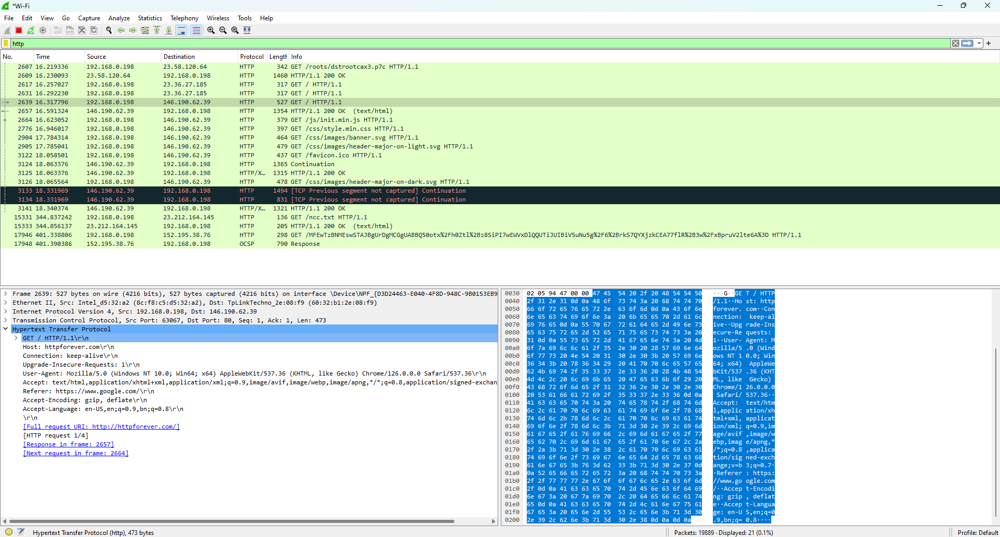 *Wi-Fi
File Edit View Go Capture Analyze Statistics Telephony Wireless Tools Help
http
No. Time Source Destination Protocol Length Info
2607 16.219336 192.168.0.198 23.58.120.64 HTTP 342 GET /roots/dstrootcax3.p7c HTTP/1.1
2609 16.230093 23.58.120.64 192.168.0.198 HTTP 1460 HTTP/1.1 200 OK
2617 16.257027 192.168.0.198 23.36.27.185 HTTP 317 GET / HTTP/1.1
2631 16.292230 192.168.0.198 23.36.27.185 HTTP 317 GET / HTTP/1.1
2639 16.317796 192.168.0.198 146.190.62.39 HTTP 527 GET / HTTP/1.1
2657 16.591324 146.190.62.39 192.168.0.198 HTTP 1354 HTTP/1.1 200 OK (text/html)
2664 16.623052 192.168.0.198 146.190.62.39 HTTP 379 GET /js/init.min.js HTTP/1.1
2776 16.946017 192.168.0.198 146.190.62.39 HTTP 397 GET /css/style.min.css HTTP/1.1
2904 17.784314 192.168.0.198 146.190.62.39 HTTP 464 GET /css/images/banner.svg HTTP/1.1
2905 17.785041 192.168.0.198 146.190.62.39 HTTP 479 GET /css/images/header-major-on-light.svg HTTP/1.1
3122 18.058501 192.168.0.198 146.190.62.39 HTTP 437 GET /favicon.ico HTTP/1.1
3124 18.063376 146.190.62.39 192.168.0.198 HTTP 1365 Continuation
3125 18.063376 146.190.62.39 192.168.0.198 HTTP/X… 1315 HTTP/1.1 200 OK
3126 18.065564 192.168.0.198 146.190.62.39 HTTP 478 GET /css/images/header-major-on-dark.svg HTTP/1.1
3133 18.331969 146.190.62.39 192.168.0.198 HTTP 1494 [TCP Previous segment not captured] Continuation
3134 18.331969 146.190.62.39 192.168.0.198 HTTP 831 [TCP Previous segment not captured] Continuation
3141 18.340374 146.190.62.39 192.168.0.198 HTTP/X… 1321 HTTP/1.1 200 OK
15331 344.837242 192.168.0.198 23.212.164.145 HTTP 136 GET /ncc.txt HTTP/1.1
15333 344.856137 23.212.164.145 192.168.0.198 HTTP 205 HTTP/1.1 200 OK (text/html)
17946 401.338806 192.168.0.198 152.195.38.76 HTTP 298 GET /MFEwTzBNMEswSTAJBgUrDgMCGgUABBQ50otx%2Fh0Ztl%2Bz8SiPI7wEWVxDlQQUTiJUIBiV5uNu5g%2F6%2BrkS7QYXjzkCEA77flR%2B3w%2FxBpruV2lte6A%3D HTTP/1.1
17948 401.390386 152.195.38.76 192.168.0.198 OCSP 790 Response
Frame 2639: 527 bytes on wire (4216 bits), 527 bytes captured (4216 bits) on interface \Device\NPF_{D3D24463-E040-4F8D-948C-9B0153EB9
Ethernet II, Src: Intel_d5:32:a2 (8c:f8:c5:d5:32:a2), Dst: TpLinkTechno_2e:08:f9 (60:32:b1:2e:08:f9)
Internet Protocol Version 4, Src: 192.168.0.198, Dst: 146.190.62.39
Transmission Control Protocol, Src Port: 63067, Dst Port: 80, Seq: 1, Ack: 1, Len: 473
Hypertext Transfer Protocol
GET / HTTP/1.1\r\n
Host: httpforever.com\r\n
Connection: keep-alive\r\n
Upgrade-Insecure-Requests: 1\r\n
User-Agent: Mozilla/5.0 (Windows NT 10.0; Win64; x64) AppleWebKit/537.36 (KHTML, like Gecko) Chrome/126.0.0.0 Safari/537.36\r\n
Accept: text/html,application/xhtml+xml,application/xml;q=0.9,image/avif,image/webp,image/apng,*/*;q=0.8,application/signed-exchan
Referer: https://www.google.com/\r\n
Accept-Encoding: gzip, deflate\r\n
Accept-Language: en-US,en;q=0.9,bn;q=0.8\r\n
\r\n
[Full request URI: http://httpforever.com/]
[HTTP request 1/4]
[Response in frame: 2657]
[Next request in frame: 2664]
0030 02 05 94 47 00 00 47 45 54 20 2f 20 48 54 54 50 ···G··GE T / HTTP
0040 2f 31 2e 31 0d 0a 48 6f 73 74 3a 20 68 74 74 70 /1.1··Ho st: http
0050 66 6f 72 65 76 65 72 2e 63 6f 6d 0d 0a 43 6f 6e forever. com··Con
0060 6e 65 63 74 69 6f 6e 3a 20 6b 65 65 70 2d 61 6c nection: keep-al
0070 69 76 65 0d 0a 55 70 67 72 61 64 65 2d 49 6e 73 ive··Upg rade-Ins
0080 65 63 75 72 65 2d 52 65 71 75 65 73 74 73 3a 20 ecure-Re quests:
0090 31 0d 0a 55 73 65 72 2d 41 67 65 6e 74 3a 20 4d 1··User- Agent: M
00a0 6f 7a 69 6c 6c 61 2f 35 2e 30 20 28 57 69 6e 64 ozilla/5 .0 (Wind
00b0 6f 77 73 20 4e 54 20 31 30 2e 30 3b 20 57 69 6e ows NT 1 0.0; Win
00c0 36 34 3b 20 78 36 34 29 20 41 70 70 6c 65 57 65 64; x64) AppleWe
00d0 62 4b 69 74 2f 35 33 37 2e 33 36 20 28 4b 48 54 bKit/537 .36 (KHT
00e0 4d 4c 2c 20 6c 69 6b 65 20 47 65 63 6b 6f 29 20 ML, like Gecko)
00f0 43 68 72 6f 6d 65 2f 31 32 36 2e 30 2e 30 2e 30 Chrome/1 26.0.0.0
0100 20 53 61 66 61 72 69 2f 35 33 37 2e 33 36 0d 0a Safari/ 537.36··
0110 41 63 63 65 70 74 3a 20 74 65 78 74 2f 68 74 6d Accept: text/htm
0120 6c 2c 61 70 70 6c 69 63 61 74 69 6f 6e 2f 78 68 l,applic ation/xh
0130 74 6d 6c 2b 78 6d 6c 2c 61 70 70 6c 69 63 61 74 tml+xml, applicat
0140 69 6f 6e 2f 78 6d 6c 3b 71 3d 30 2e 39 2c 69 6d ion/xml; q=0.9,im
0150 61 67 65 2f 61 76 69 66 2c 69 6d 61 67 65 2f 77 age/avif ,image/w
0160 65 62 70 2c 69 6d 61 67 65 2f 61 70 6e 67 2c 2a ebp,imag e/apng,*
0170 2f 2a 3b 71 3d 30 2e 38 2c 61 70 70 6c 69 63 61 /*;q=0.8 ,applica
0180 74 69 6f 6e 2f 73 69 67 6e 65 64 2d 65 78 63 68 tion/sig ned-exch
0190 61 6e 67 65 3b 76 3d 62 33 3b 71 3d 30 2e 37 0d ange;v=b 3;q=0.7·
01a0 0a 52 65 66 65 72 65 72 3a 20 68 74 74 70 73 3a ·Referer : https:
01b0 2f 2f 77 77 77 2e 67 6f 6f 67 6c 65 2e 63 6f 6d //www.go ogle.com
01c0 2f 0d 0a 41 63 63 65 70 74 2d 45 6e 63 6f 64 69 /··Accep t-Encodi
01d0 6e 67 3a 20 67 7a 69 70 2c 20 64 65 66 6c 61 74 ng: gzip , deflat
01e0 65 0d 0a 41 63 63 65 70 74 2d 4c 61 6e 67 75 61 e··Accep t-Langua
01f0 67 65 3a 20 65 6e 2d 55 53 2c 65 6e 3b 71 3d 30 ge: en-U S,en;q=0
0200 2e 39 2c 62 6e 3b 71 3d 30 2e 38 0d 0a 0d 0a .9,bn;q= 0.8····
Hypertext Transfer Protocol (http), 473 bytes Packets: 19889 · Displayed: 21 (0.1%) Profile: Default